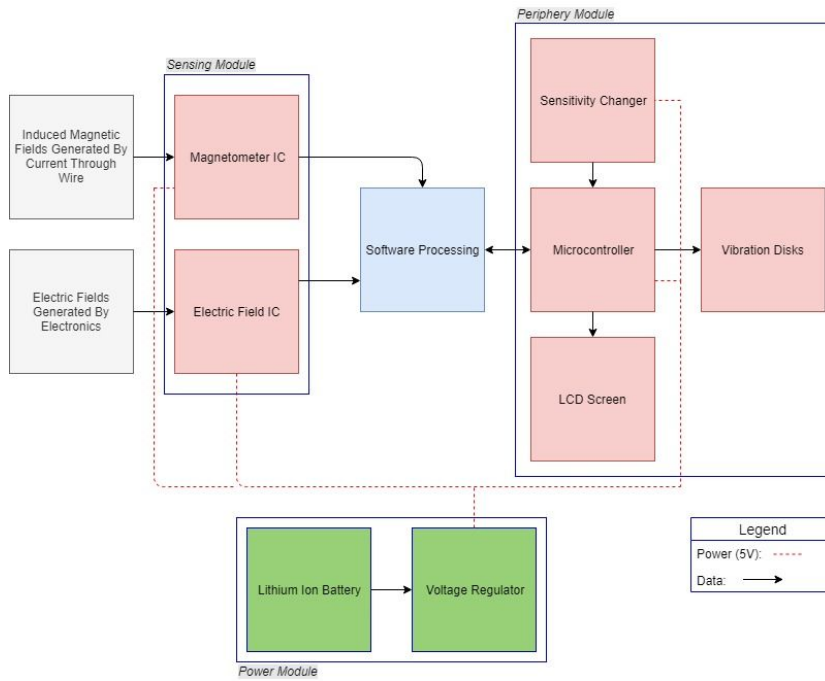 Periphery Module
Sensing Module
Induced Magnetic
Fields Generated By
Current Through
Wire
Magnetometer IC
Sensitivity Changer
Software Processing
Microcontroller
Vibration Disks
Electric Fields
Generated By
Electronics
Electric Field IC
LCD Screen
Lithium Ion Battery
Voltage Regulator
Power Module
Legend
Power (5V):
Data: